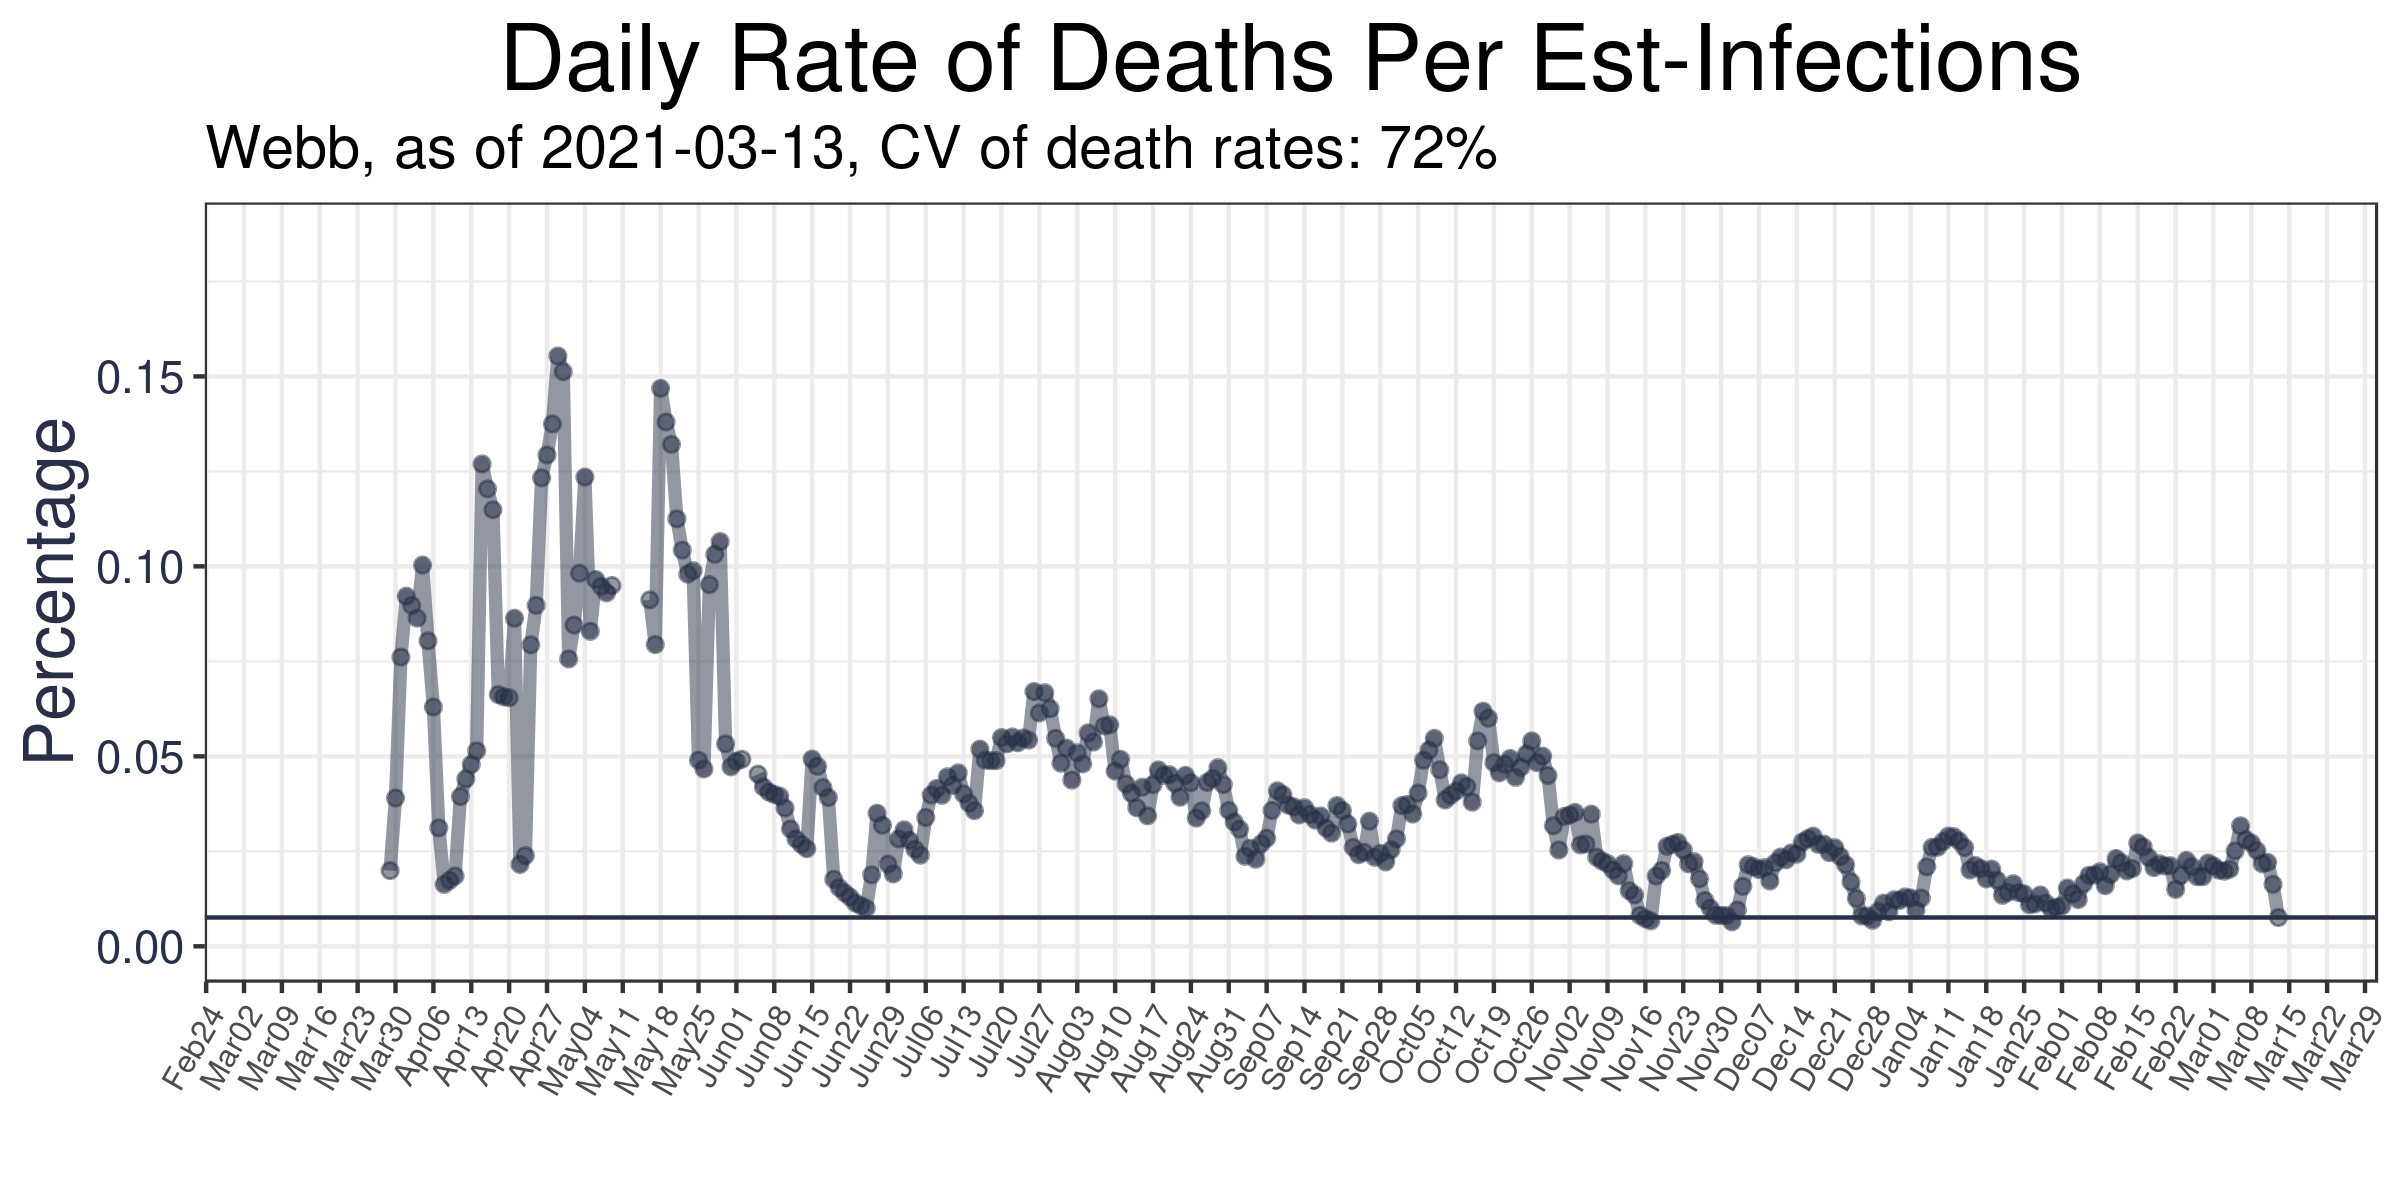 Daily Rate of Deaths Per Est-Infections
Webb, as of 2021-03-13, CV of death rates: 72%
Percentage
0.15
0.10
0.05
0.00
Feb24 Mar02 Mar09 Mar16 Mar23 Mar30 Apr06 Apr13 Apr20 Apr27 May04 May11 May18 May25 Jun01 Jun08 Jun15 Jun22 Jun29 Jul06 Jul13 Jul20 Jul27 Aug03 Aug10 Aug17 Aug24 Aug31 Sep07 Sep14 Sep21 Sep28 Oct05 Oct12 Oct19 Oct26 Nov02 Nov09 Nov16 Nov23 Nov30 Dec07 Dec14 Dec21 Dec28 Jan04 Jan11 Jan18 Jan25 Feb01 Feb08 Feb15 Feb22 Mar01 Mar08 Mar15 Mar22 Mar29